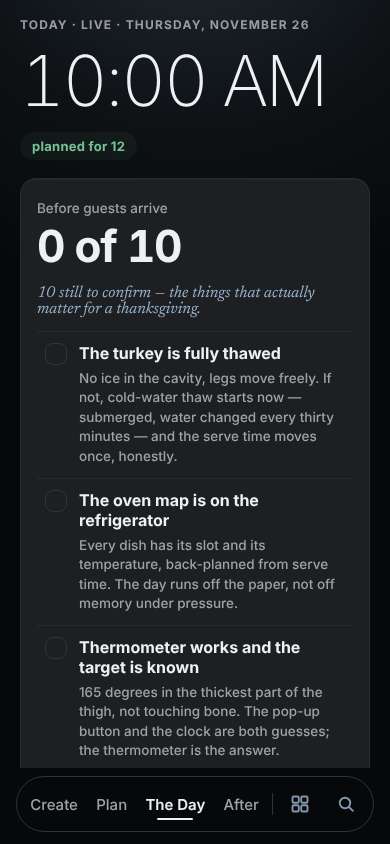 TODAY · LIVE · THURSDAY, NOVEMBER 26
10:00 AM
planned for 12
Before guests arrive
0 of 10
10 still to confirm — the things that actually
matter for a thanksgiving.
The turkey is fully thawed
No ice in the cavity, legs move freely. If
not, cold-water thaw starts now —
submerged, water changed every thirty
minutes — and the serve time moves
once, honestly.
The oven map is on the
refrigerator
Every dish has its slot and its
temperature, back-planned from serve
time. The day runs off the paper, not off
memory under pressure.
Thermometer works and the
target is known
165 degrees in the thickest part of the
thigh, not touching bone. The pop-up
button and the clock are both guesses;
the thermometer is the answer.
Create Plan The Day After